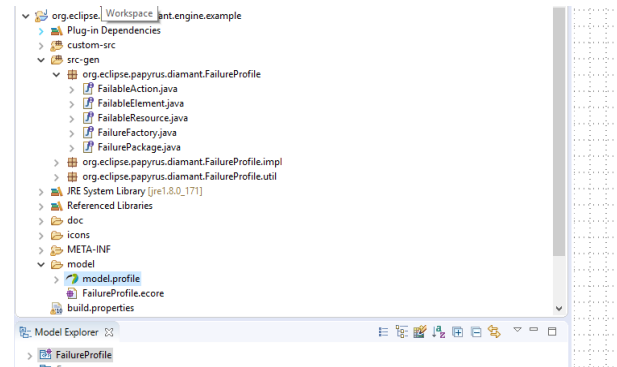 org.eclipse. Workspace ant.engine.example
Plug-in Dependencies
custom-src
src-gen
org.eclipse.papyrus.diamant.FailureProfile
FailableAction.java
FailableElement.java
FailableResource.java
FailureFactory.java
FailurePackage.java
org.eclipse.papyrus.diamant.FailureProfile.impl
org.eclipse.papyrus.diamant.FailureProfile.util
JRE System Library [jre1.8.0_171]
Referenced Libraries
doc
icons
META-INF
model
model.profile
FailureProfile.ecore
build.properties
Model Explorer
FailureProfile